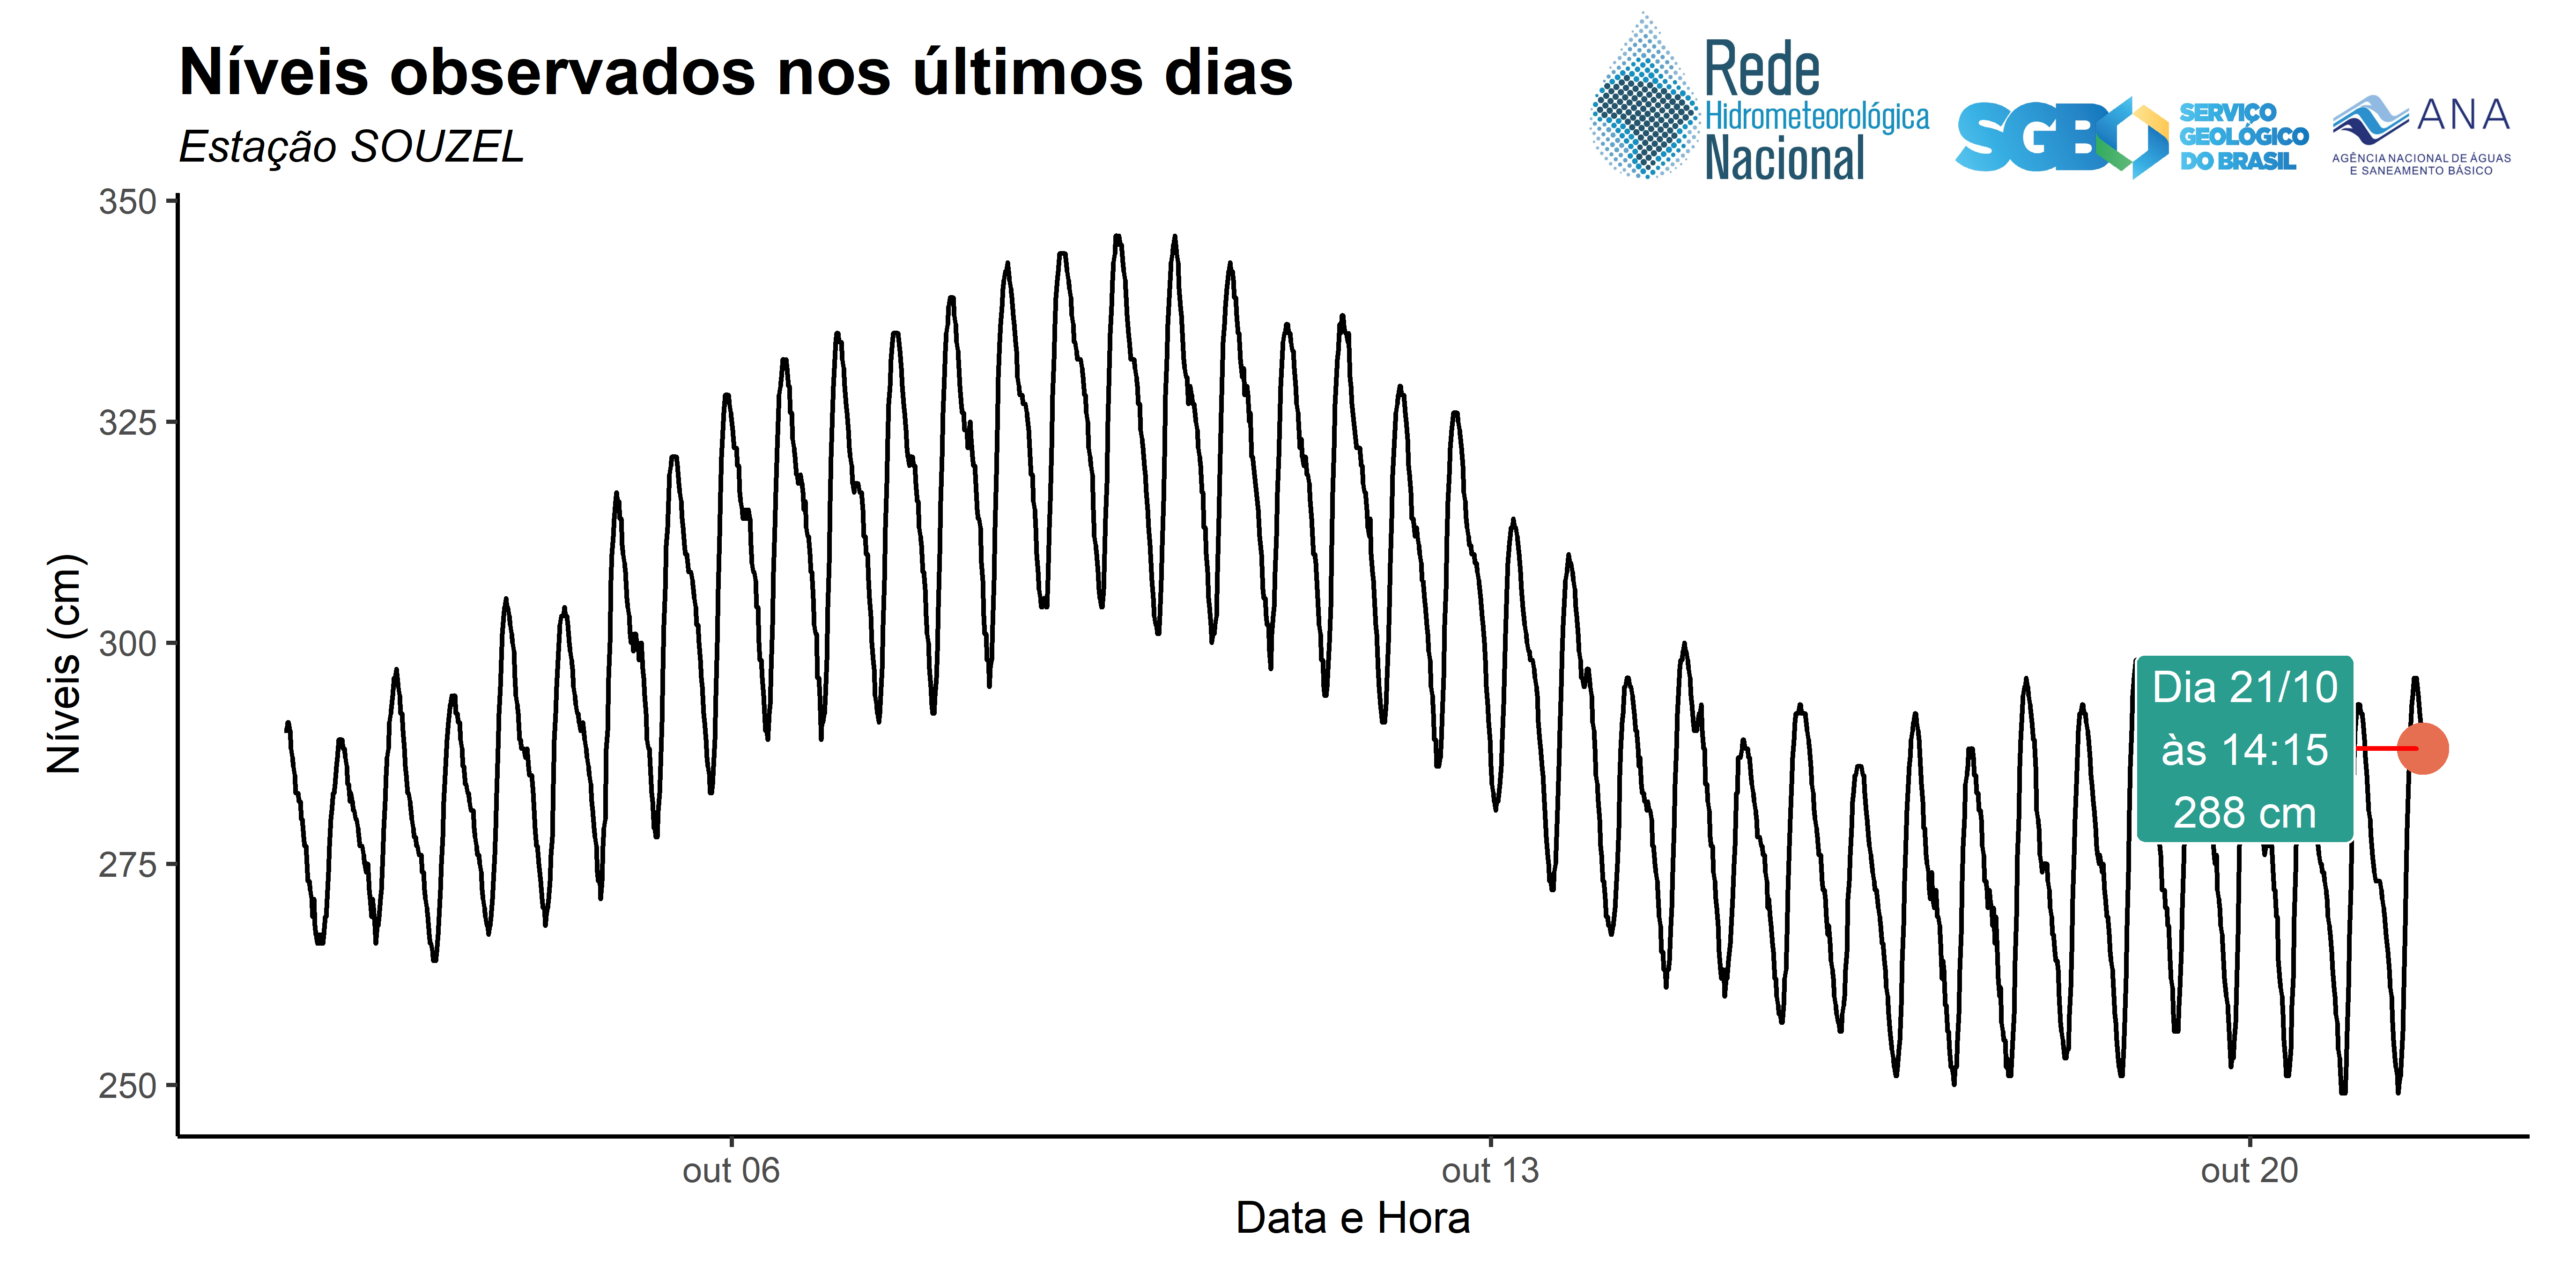 Níveis observados nos últimos dias
Estação SOUZEL
Rede
Hidrometeorológica
Nacional
SGB
SERVIÇO
GEOLÓGICO
DO BRASIL
ANA
AGÊNCIA NACIONAL DE ÁGUAS
E SANEAMENTO BÁSICO
350
325
300
275
250
Níveis (cm)
Dia 21/10
às 14:15
288 cm
out 06
out 13
out 20
Data e Hora